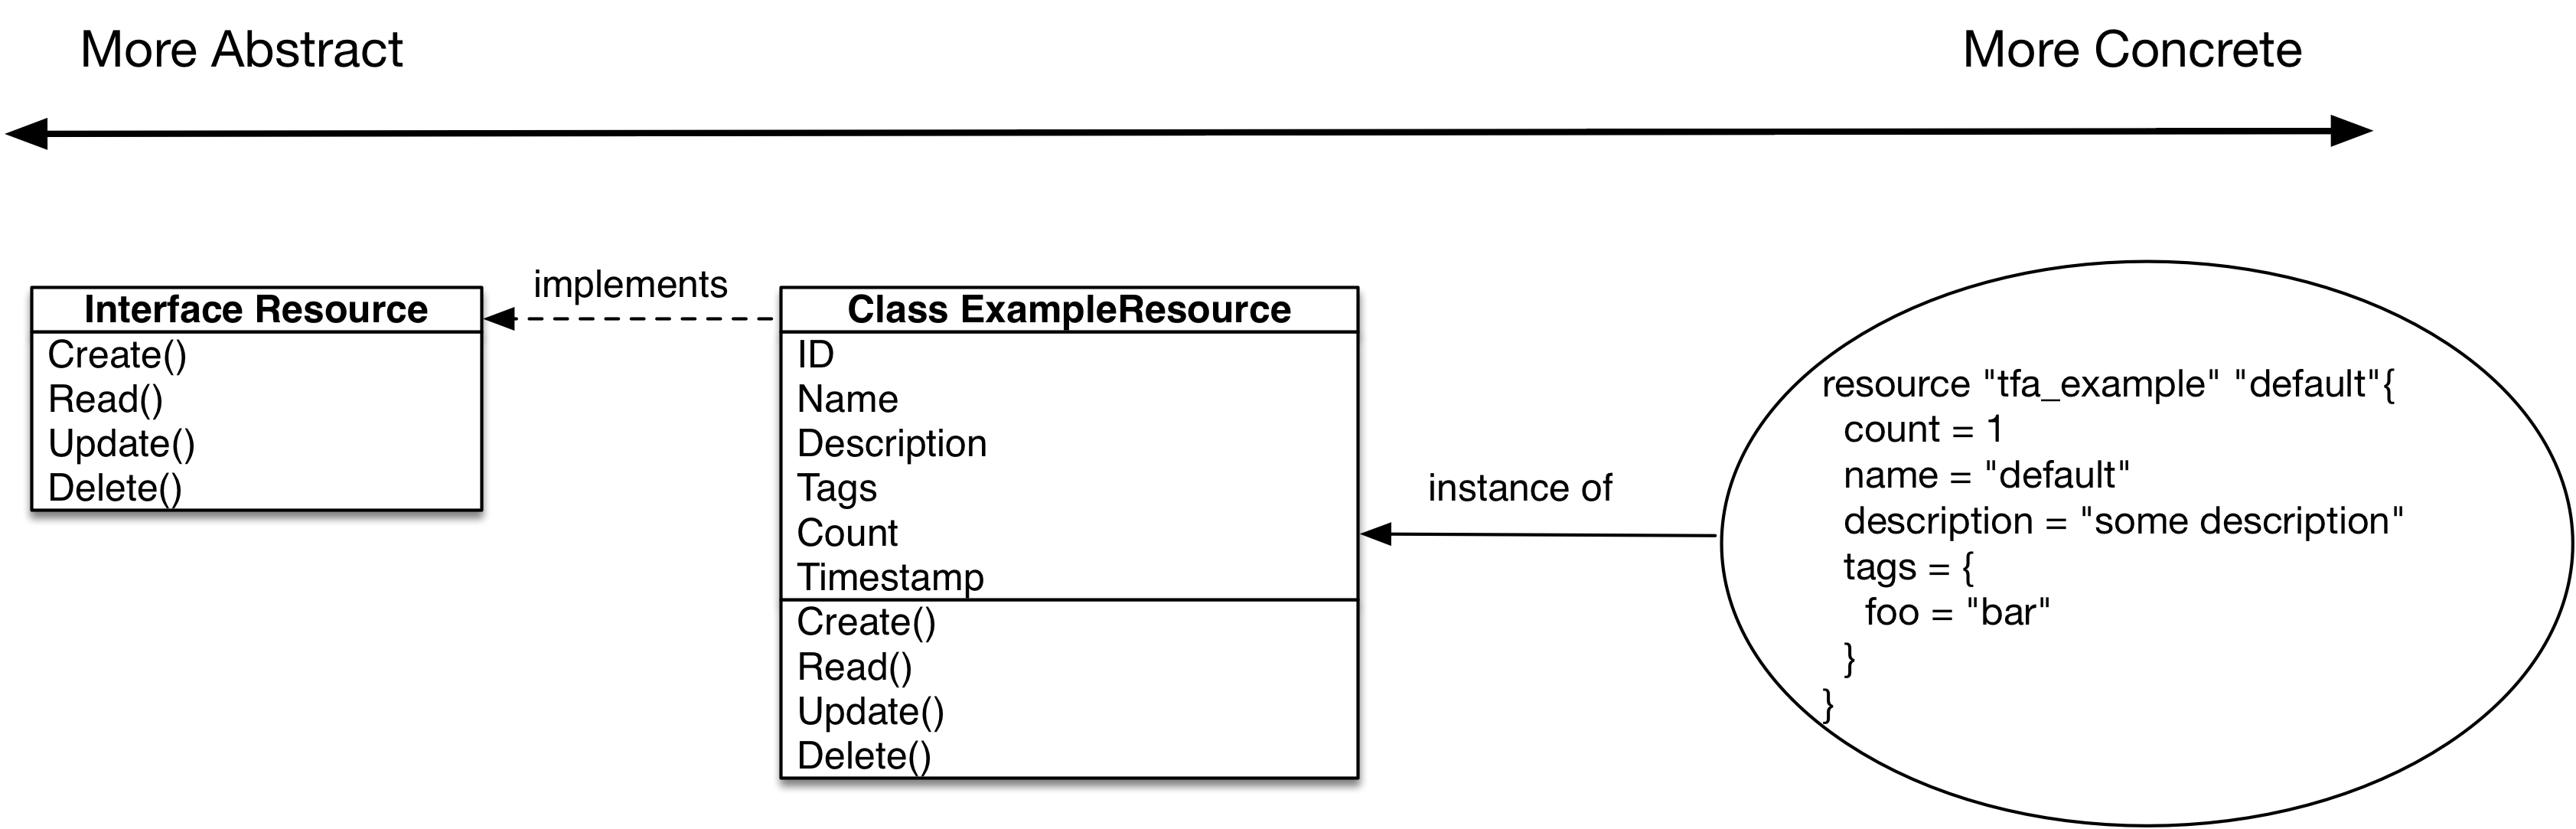 More Abstract
More Concrete
implements
Interface Resource
Create()
Read()
Update()
Delete()
Class ExampleResource
ID
Name
Description
Tags
Count
Timestamp
Create()
Read()
Update()
Delete()
instance of
resource "tfa_example" "default"{
count = 1
name = "default"
description = "some description"
tags = {
foo = "bar"
}
}